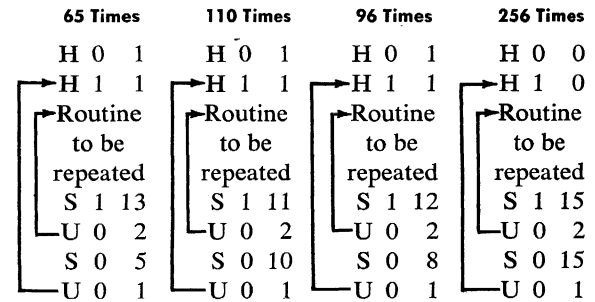 65 Times 110 Times 96 Times 256 Times
H 0 1 H 0 1 H 0 1 H 0 0
H 1 1 H 1 1 H 1 1 H 1 0
Routine Routine Routine Routine
to be to be to be to be
repeated repeated repeated repeated
S 1 13 S 1 11 S 1 12 S 1 15
U 0 2 U 0 2 U 0 2 U 0 2
S 0 5 S 0 10 S 0 8 S 0 15
U 0 1 U 0 1 U 0 1 U 0 1